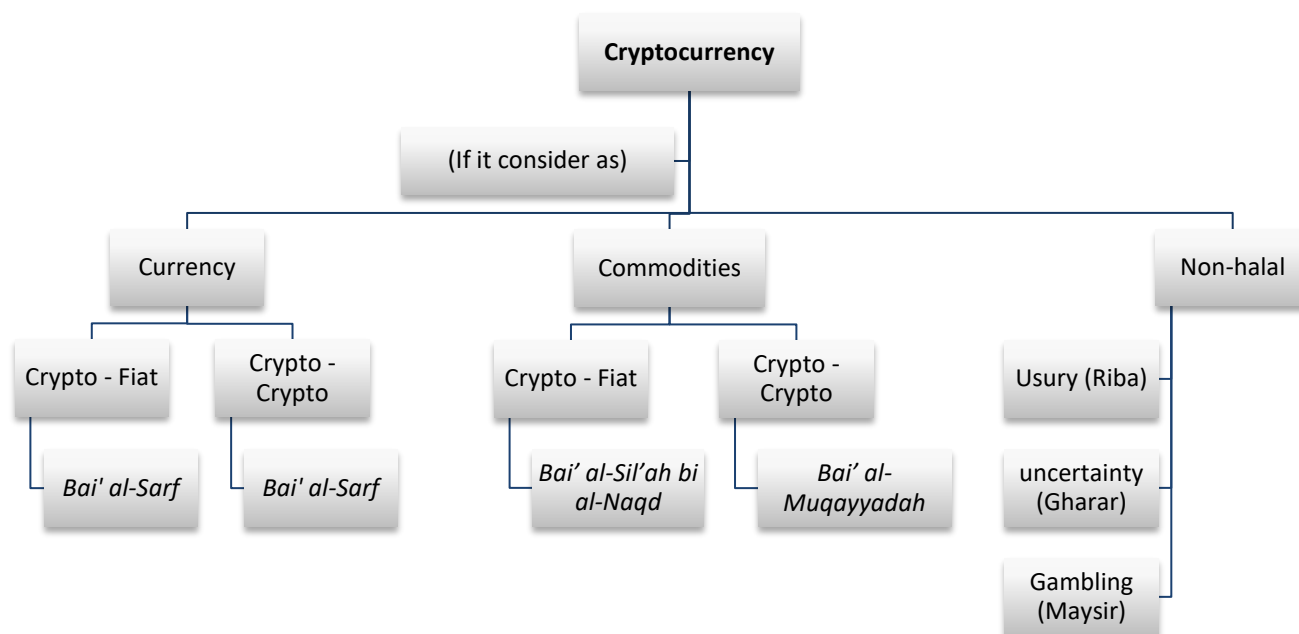 Cryptocurrency
(If it consider as)
Currency
Commodities
Non-halal
Crypto - Fiat
Crypto -
Crypto
Crypto - Fiat
Crypto -
Crypto
Usury (Riba)
Bai' al-Sarf
Bai' al-Sarf
Bai’ al-Sil’ah bi
al-Naqd
Bai’ al-
Muqayyadah
uncertainty
(Gharar)
Gambling
(Maysir)